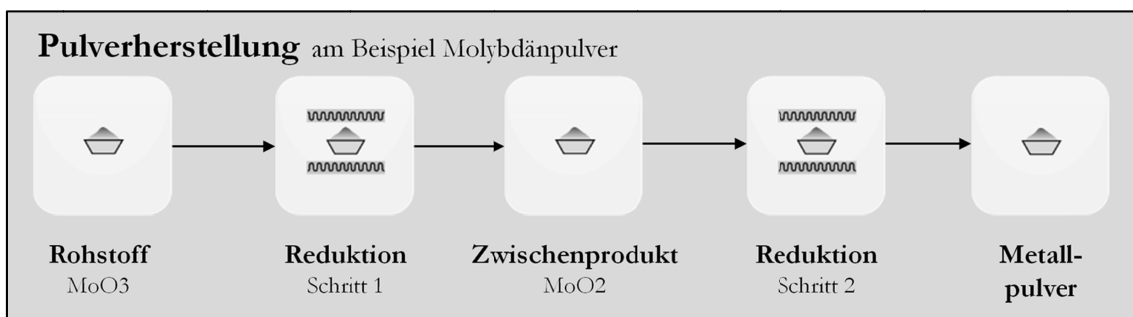 Pulverherstellung am Beispiel Molybdänpulver
Rohstoff
MoO3
Reduktion
Schritt 1
Zwischenprodukt
MoO2
Reduktion
Schritt 2
Metall-
pulver